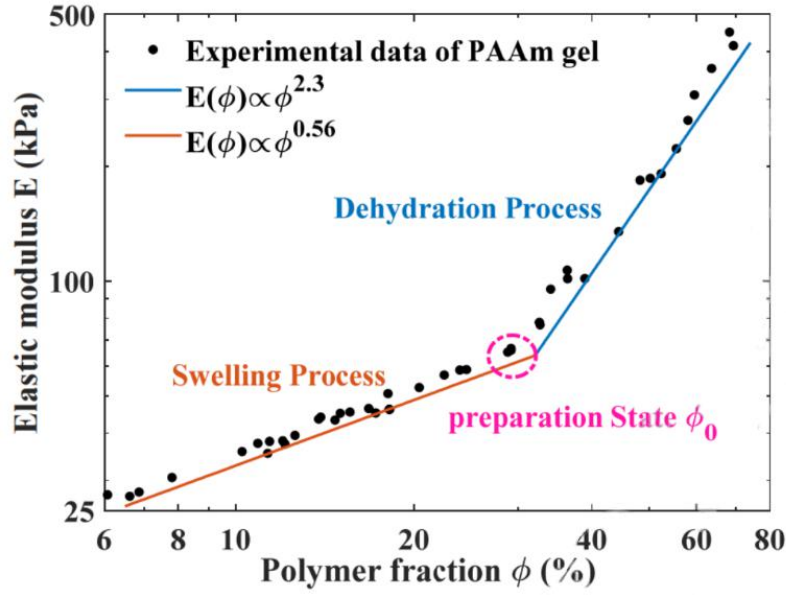 500
Experimental data of PAAm gel
E(ϕ)∝ϕ^2.3
E(ϕ)∝ϕ^0.56
Elastic modulus E (kPa)
Dehydration Process
100
Swelling Process
preparation State ϕ₀
25
6 8 10 20 40 60 80
Polymer fraction ϕ (%)